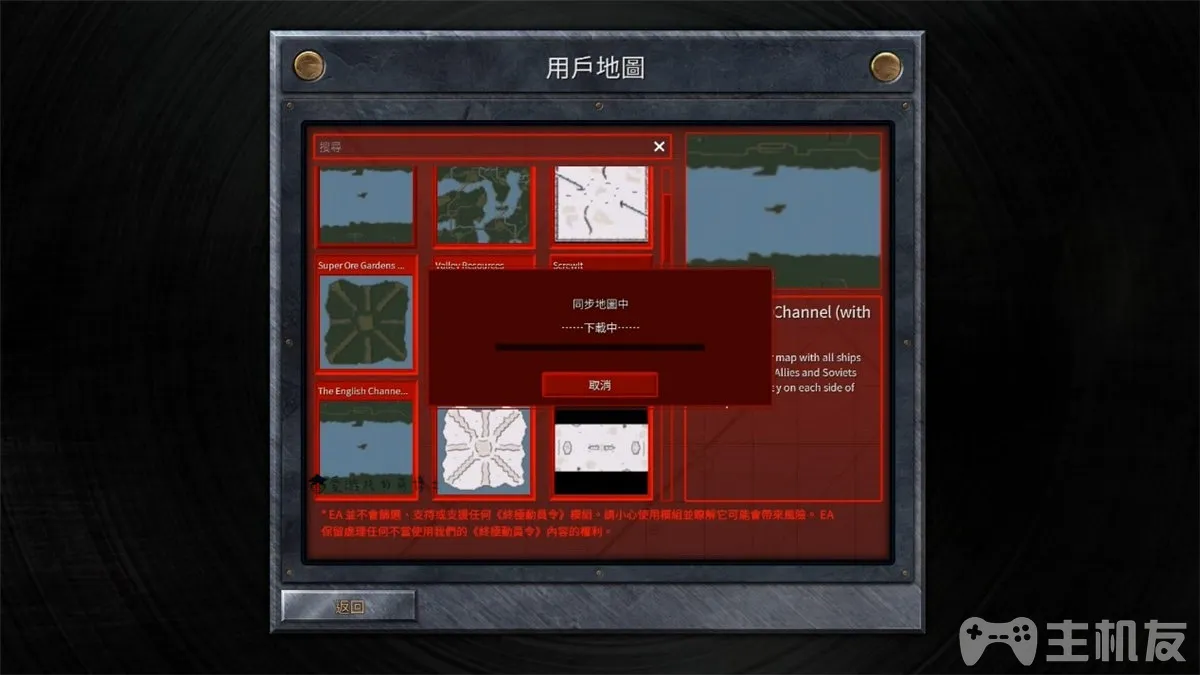 用戶地圖
搜尋
Super Ore Gardens ...
Valley Resources
Screwit
同步地圖中
······下載中······
取消
Channel (with
map with all ships
Allies and Soviets
y on each side of
The English Channe...
* EA 並不會篩選、支持或支援任何《終極動員令》模組。請小心使用模組並瞭解它可能會帶來風險。 EA
保留處理任何不當使用我們的《終極動員令》內容的權利。
返回
主机友